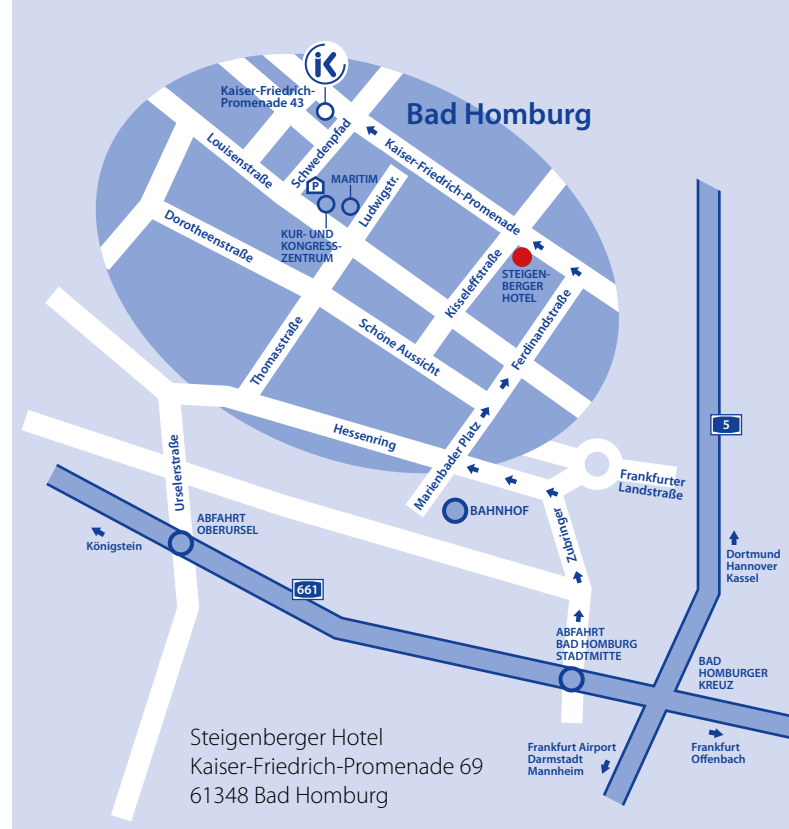 iK
Kaiser-Friedrich-
Promenade 43
Bad Homburg
Louisenstraße
Schwedenpfad
Kaiser-Friedrich-Promenade
P
MARITIM
Ludwigstr.
KUR- UND
KONGRESS-
ZENTRUM
Dorotheenstraße
Kisseleffstraße
STEIGEN-
BERGER
HOTEL
Ferdinandstraße
Thomasstraße
Schöne Aussicht
Hessenring
Marienbader Platz
5
Urselerstraße
Frankfurter
Landstraße
BAHNHOF
Zubringer
ABFAHRT
OBERURSEL
Königstein
Dortmund
Hannover
Kassel
661
ABFAHRT
BAD HOMBURG
STADTMITTE
BAD
HOMBURGER
KREUZ
Frankfurt Airport
Darmstadt
Mannheim
Frankfurt
Offenbach
Steigenberger Hotel
Kaiser-Friedrich-Promenade 69
61348 Bad Homburg